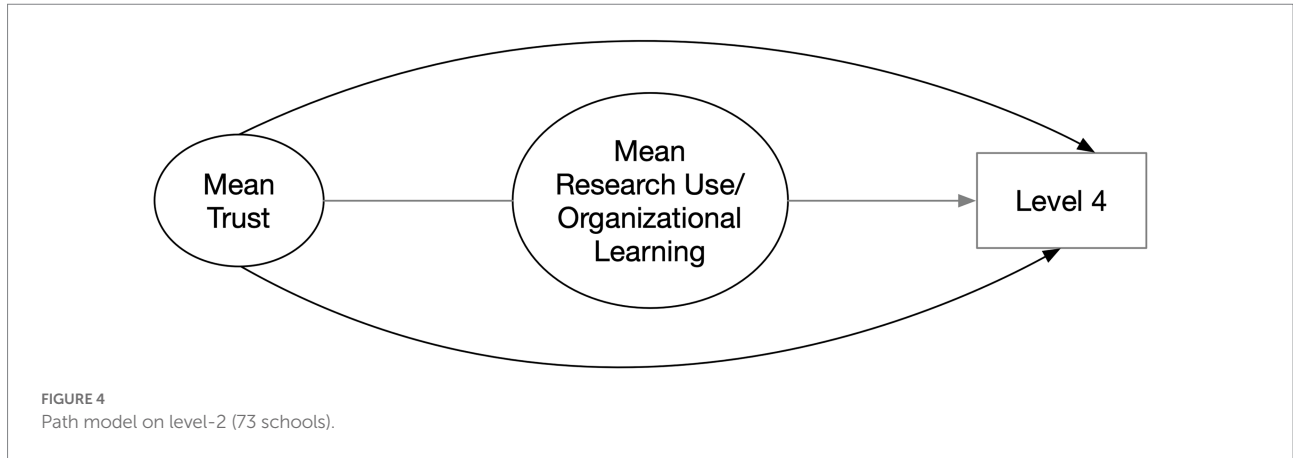 Mean
Trust
Mean
Research Use/
Organizational
Learning
Level 4
FIGURE 4
Path model on level-2 (73 schools).